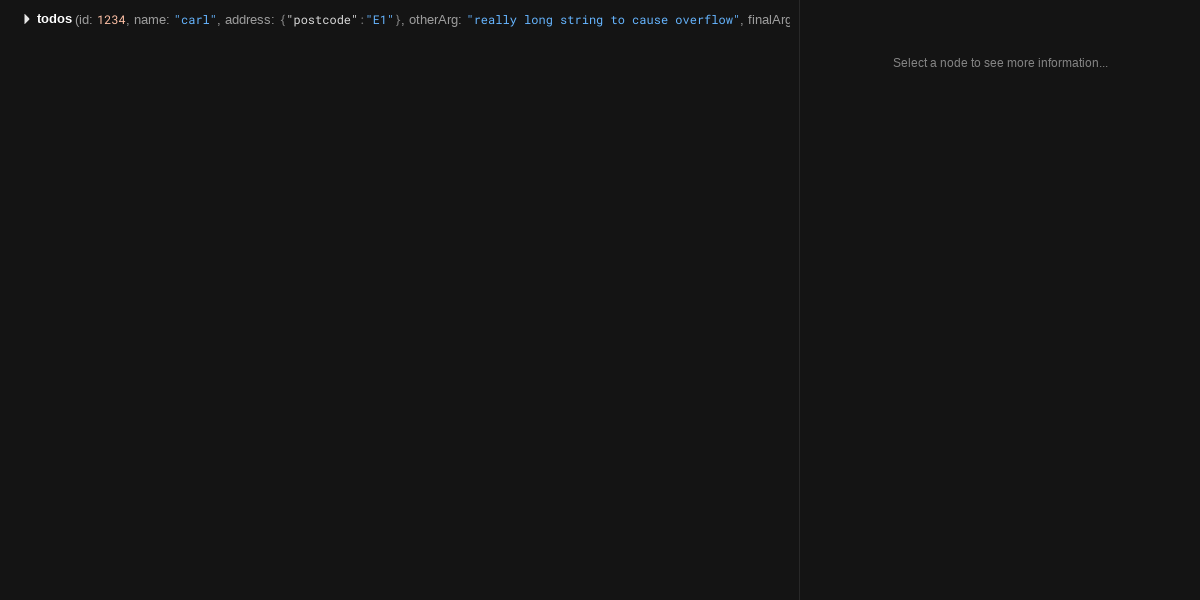 todos (id: 1234, name: "carl", address: {"postcode":"E1"}, otherArg: "really long string to cause overflow", finalArg
Select a node to see more information...